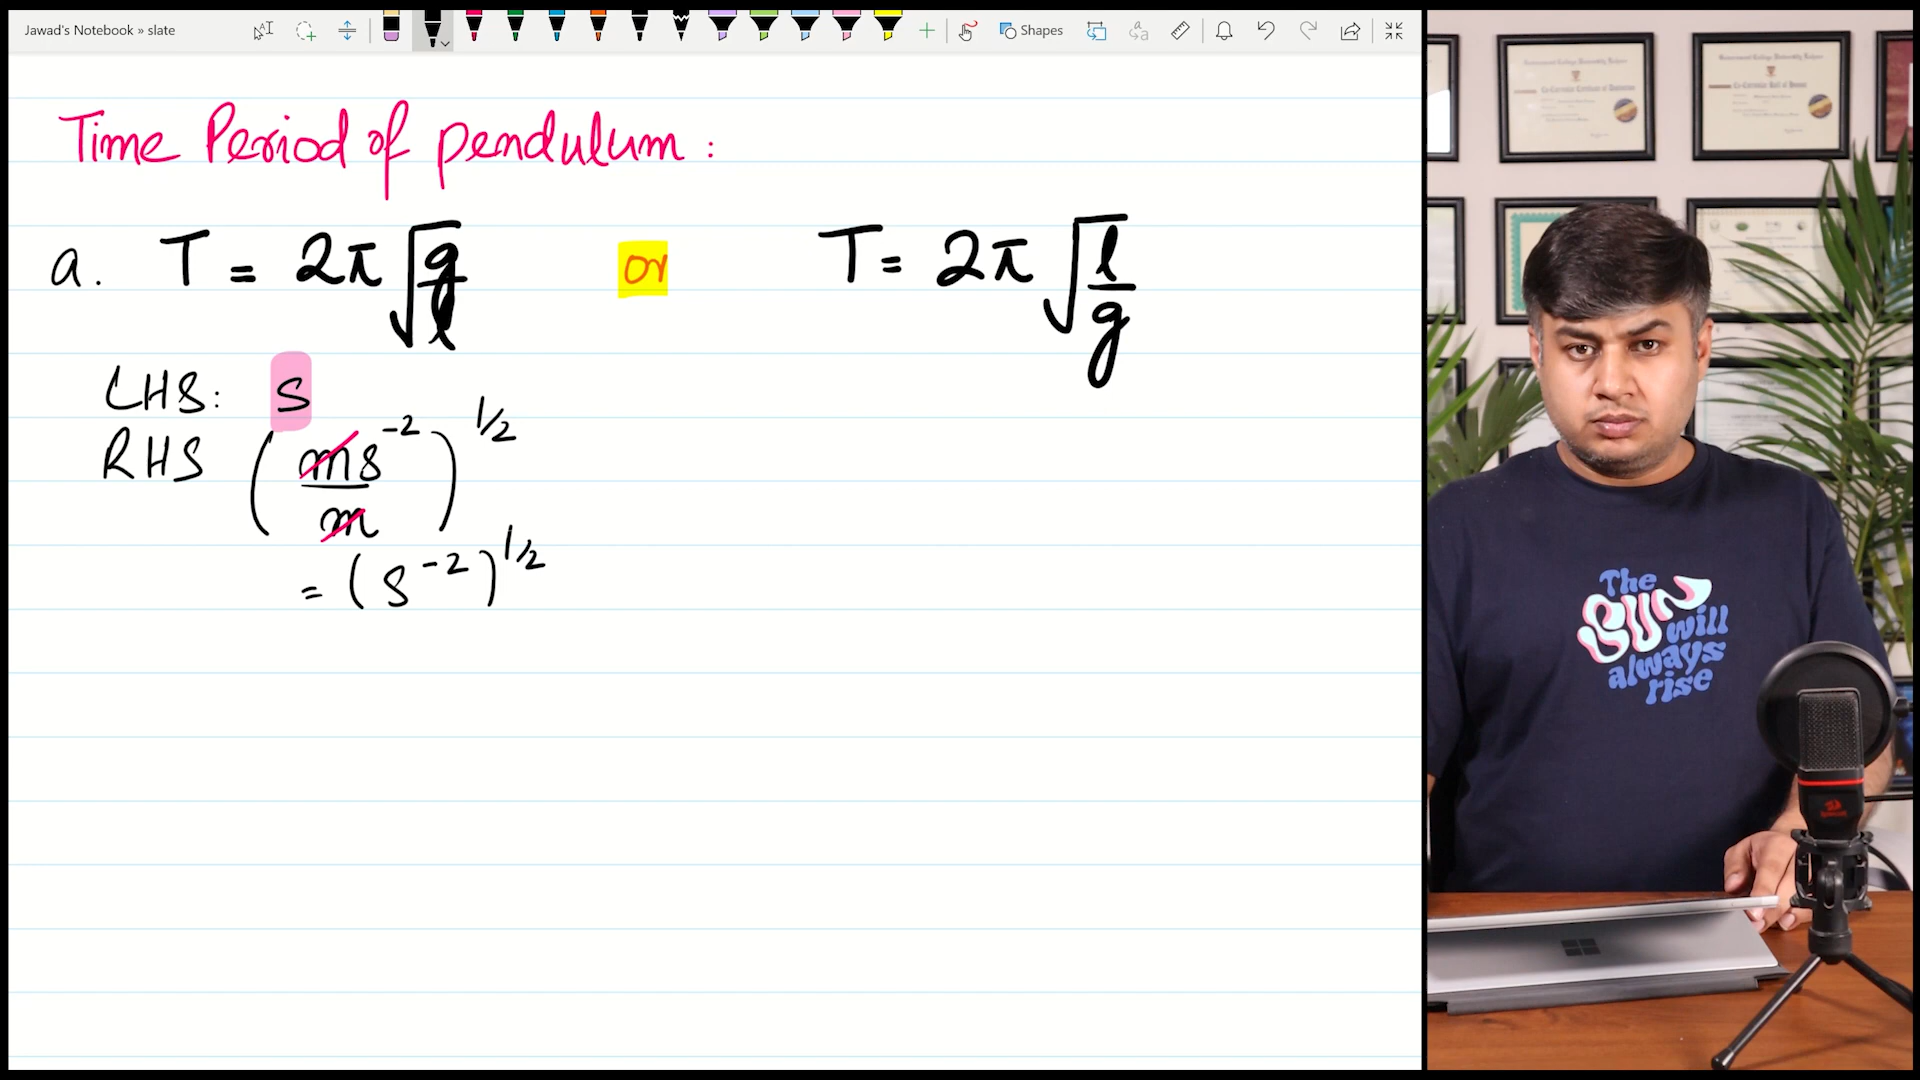 Jawad's Notebook » slate
Shapes
Time Period of pendulum :
a. T = 2π√(g/l) or T = 2π√(l/g)
LHS: s
RHS (ms⁻²/m)^1/2
= (s⁻²)^1/2
The
SUN
will
always
rise